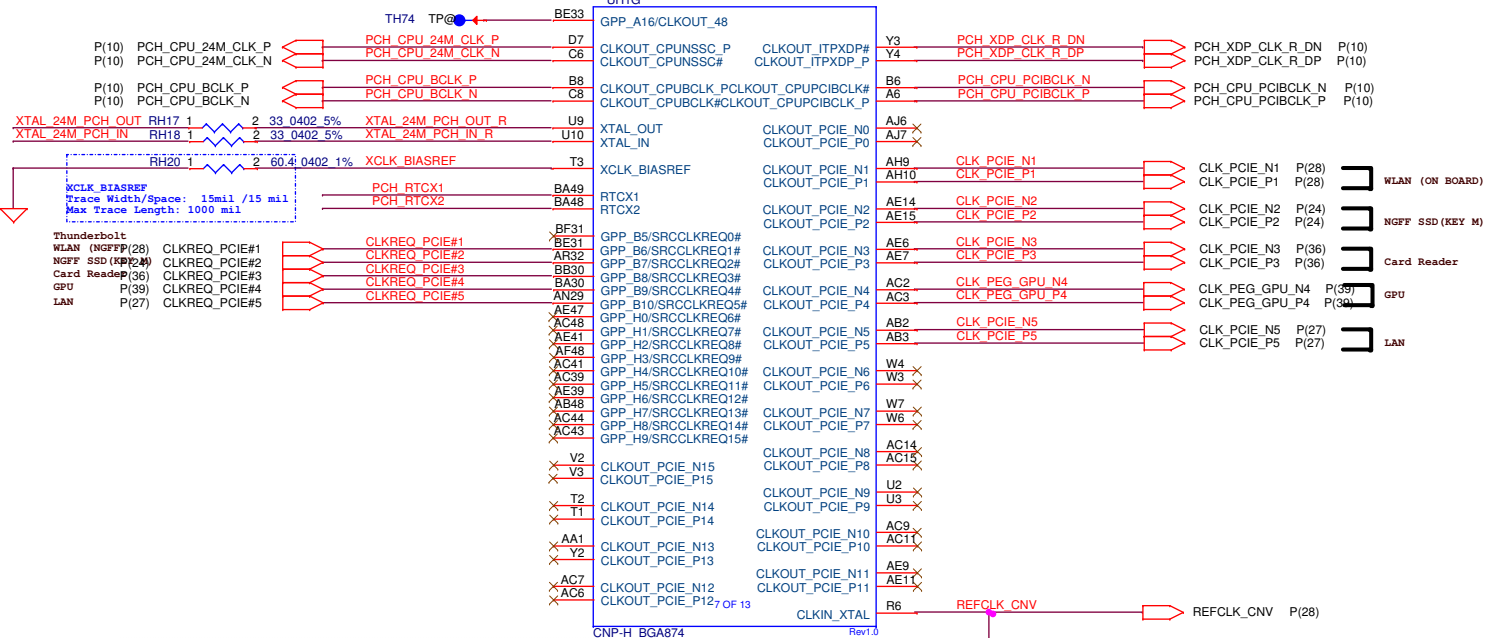 TH74 TP@ BE33 GPP_A16/CLKOUT_48
P(10) PCH_CPU_24M_CLK_P PCH_CPU_24M_CLK_P D7 CLKOUT_CPUNSSC_P CLKOUT_ITPXDP# Y3 PCH_XDP_CLK_R_DN PCH_XDP_CLK_R_DN P(10)
P(10) PCH_CPU_24M_CLK_N PCH_CPU_24M_CLK_N C6 CLKOUT_CPUNSSC# CLKOUT_ITPXDP_P Y4 PCH_XDP_CLK_R_DP PCH_XDP_CLK_R_DP P(10)
P(10) PCH_CPU_BCLK_P PCH_CPU_BCLK_P B8 CLKOUT_CPUBCLK_P CLKOUT_CPUPCIBCLK# B6 PCH_CPU_PCIBCLK_N PCH_CPU_PCIBCLK_N P(10)
P(10) PCH_CPU_BCLK_N PCH_CPU_BCLK_N C8 CLKOUT_CPUBCLK# CLKOUT_CPUPCIBCLK_P A6 PCH_CPU_PCIBCLK_P PCH_CPU_PCIBCLK_P P(10)
XTAL_24M_PCH_OUT RH17 1 2 33_0402_5% XTAL_24M_PCH_OUT_R U9 XTAL_OUT CLKOUT_PCIE_N0 AJ6
XTAL_24M_PCH_IN RH18 1 2 33_0402_5% XTAL_24M_PCH_IN_R U10 XTAL_IN CLKOUT_PCIE_P0 AJ7
RH20 1 2 60.4_0402_1% XCLK_BIASREF T3 XCLK_BIASREF CLKOUT_PCIE_N1 AH9 CLK_PCIE_N1 CLK_PCIE_N1 P(28)
CLKOUT_PCIE_P1 AH10 CLK_PCIE_P1 CLK_PCIE_P1 P(28) WLAN (ON BOARD)
XCLK_BIASREF
Trace Width/Space: 15mil /15 mil
Max Trace Length: 1000 mil
PCH_RTCX1 BA49 RTCX1
PCH_RTCX2 BA48 RTCX2 CLKOUT_PCIE_N2 AE14 CLK_PCIE_N2 CLK_PCIE_N2 P(24)
CLKOUT_PCIE_P2 AE15 CLK_PCIE_P2 CLK_PCIE_P2 P(24) NGFF SSD(KEY M)
Thunderbolt BF31 GPP_B5/SRCCLKREQ0#
WLAN (NGFF) P(28) CLKREQ_PCIE#1 CLKREQ_PCIE#1 BE31 GPP_B6/SRCCLKREQ1# CLKOUT_PCIE_N3 AE6 CLK_PCIE_N3 CLK_PCIE_N3 P(36)
NGFF SSD(KEY M) P(24) CLKREQ_PCIE#2 CLKREQ_PCIE#2 AR32 GPP_B7/SRCCLKREQ2# CLKOUT_PCIE_P3 AE7 CLK_PCIE_P3 CLK_PCIE_P3 P(36) Card Reader
Card Reader P(36) CLKREQ_PCIE#3 CLKREQ_PCIE#3 BB30 GPP_B8/SRCCLKREQ3#
GPU P(39) CLKREQ_PCIE#4 CLKREQ_PCIE#4 BA30 GPP_B9/SRCCLKREQ4# CLKOUT_PCIE_N4 AC2 CLK_PEG_GPU_N4 CLK_PEG_GPU_N4 P(39)
LAN P(27) CLKREQ_PCIE#5 CLKREQ_PCIE#5 AN29 GPP_B10/SRCCLKREQ5# CLKOUT_PCIE_P4 AC3 CLK_PEG_GPU_P4 CLK_PEG_GPU_P4 P(39) GPU
AE47 GPP_H0/SRCCLKREQ6#
AC48 GPP_H1/SRCCLKREQ7# CLKOUT_PCIE_N5 AB2 CLK_PCIE_N5 CLK_PCIE_N5 P(27)
AE41 GPP_H2/SRCCLKREQ8# CLKOUT_PCIE_P5 AB3 CLK_PCIE_P5 CLK_PCIE_P5 P(27) LAN
AF48 GPP_H3/SRCCLKREQ9#
AC41 GPP_H4/SRCCLKREQ10# CLKOUT_PCIE_N6 W4
AC39 GPP_H5/SRCCLKREQ11# CLKOUT_PCIE_P6 W3
AE39 GPP_H6/SRCCLKREQ12#
AB48 GPP_H7/SRCCLKREQ13# CLKOUT_PCIE_N7 W7
AC44 GPP_H8/SRCCLKREQ14# CLKOUT_PCIE_P7 W6
AC43 GPP_H9/SRCCLKREQ15#
CLKOUT_PCIE_N8 AC14
V2 CLKOUT_PCIE_N15 CLKOUT_PCIE_P8 AC15
V3 CLKOUT_PCIE_P15
CLKOUT_PCIE_N9 U2
T2 CLKOUT_PCIE_N14 CLKOUT_PCIE_P9 U3
T1 CLKOUT_PCIE_P14
CLKOUT_PCIE_N10 AC9
AA1 CLKOUT_PCIE_N13 CLKOUT_PCIE_P10 AC11
Y2 CLKOUT_PCIE_P13
CLKOUT_PCIE_N11 AE9
AC7 CLKOUT_PCIE_N12 CLKOUT_PCIE_P11 AE11
AC6 CLKOUT_PCIE_P12 7 OF 13
CLKIN_XTAL R6 REFCLK_CNV REFCLK_CNV P(28)
CNP-H_BGA874 Rev1.0